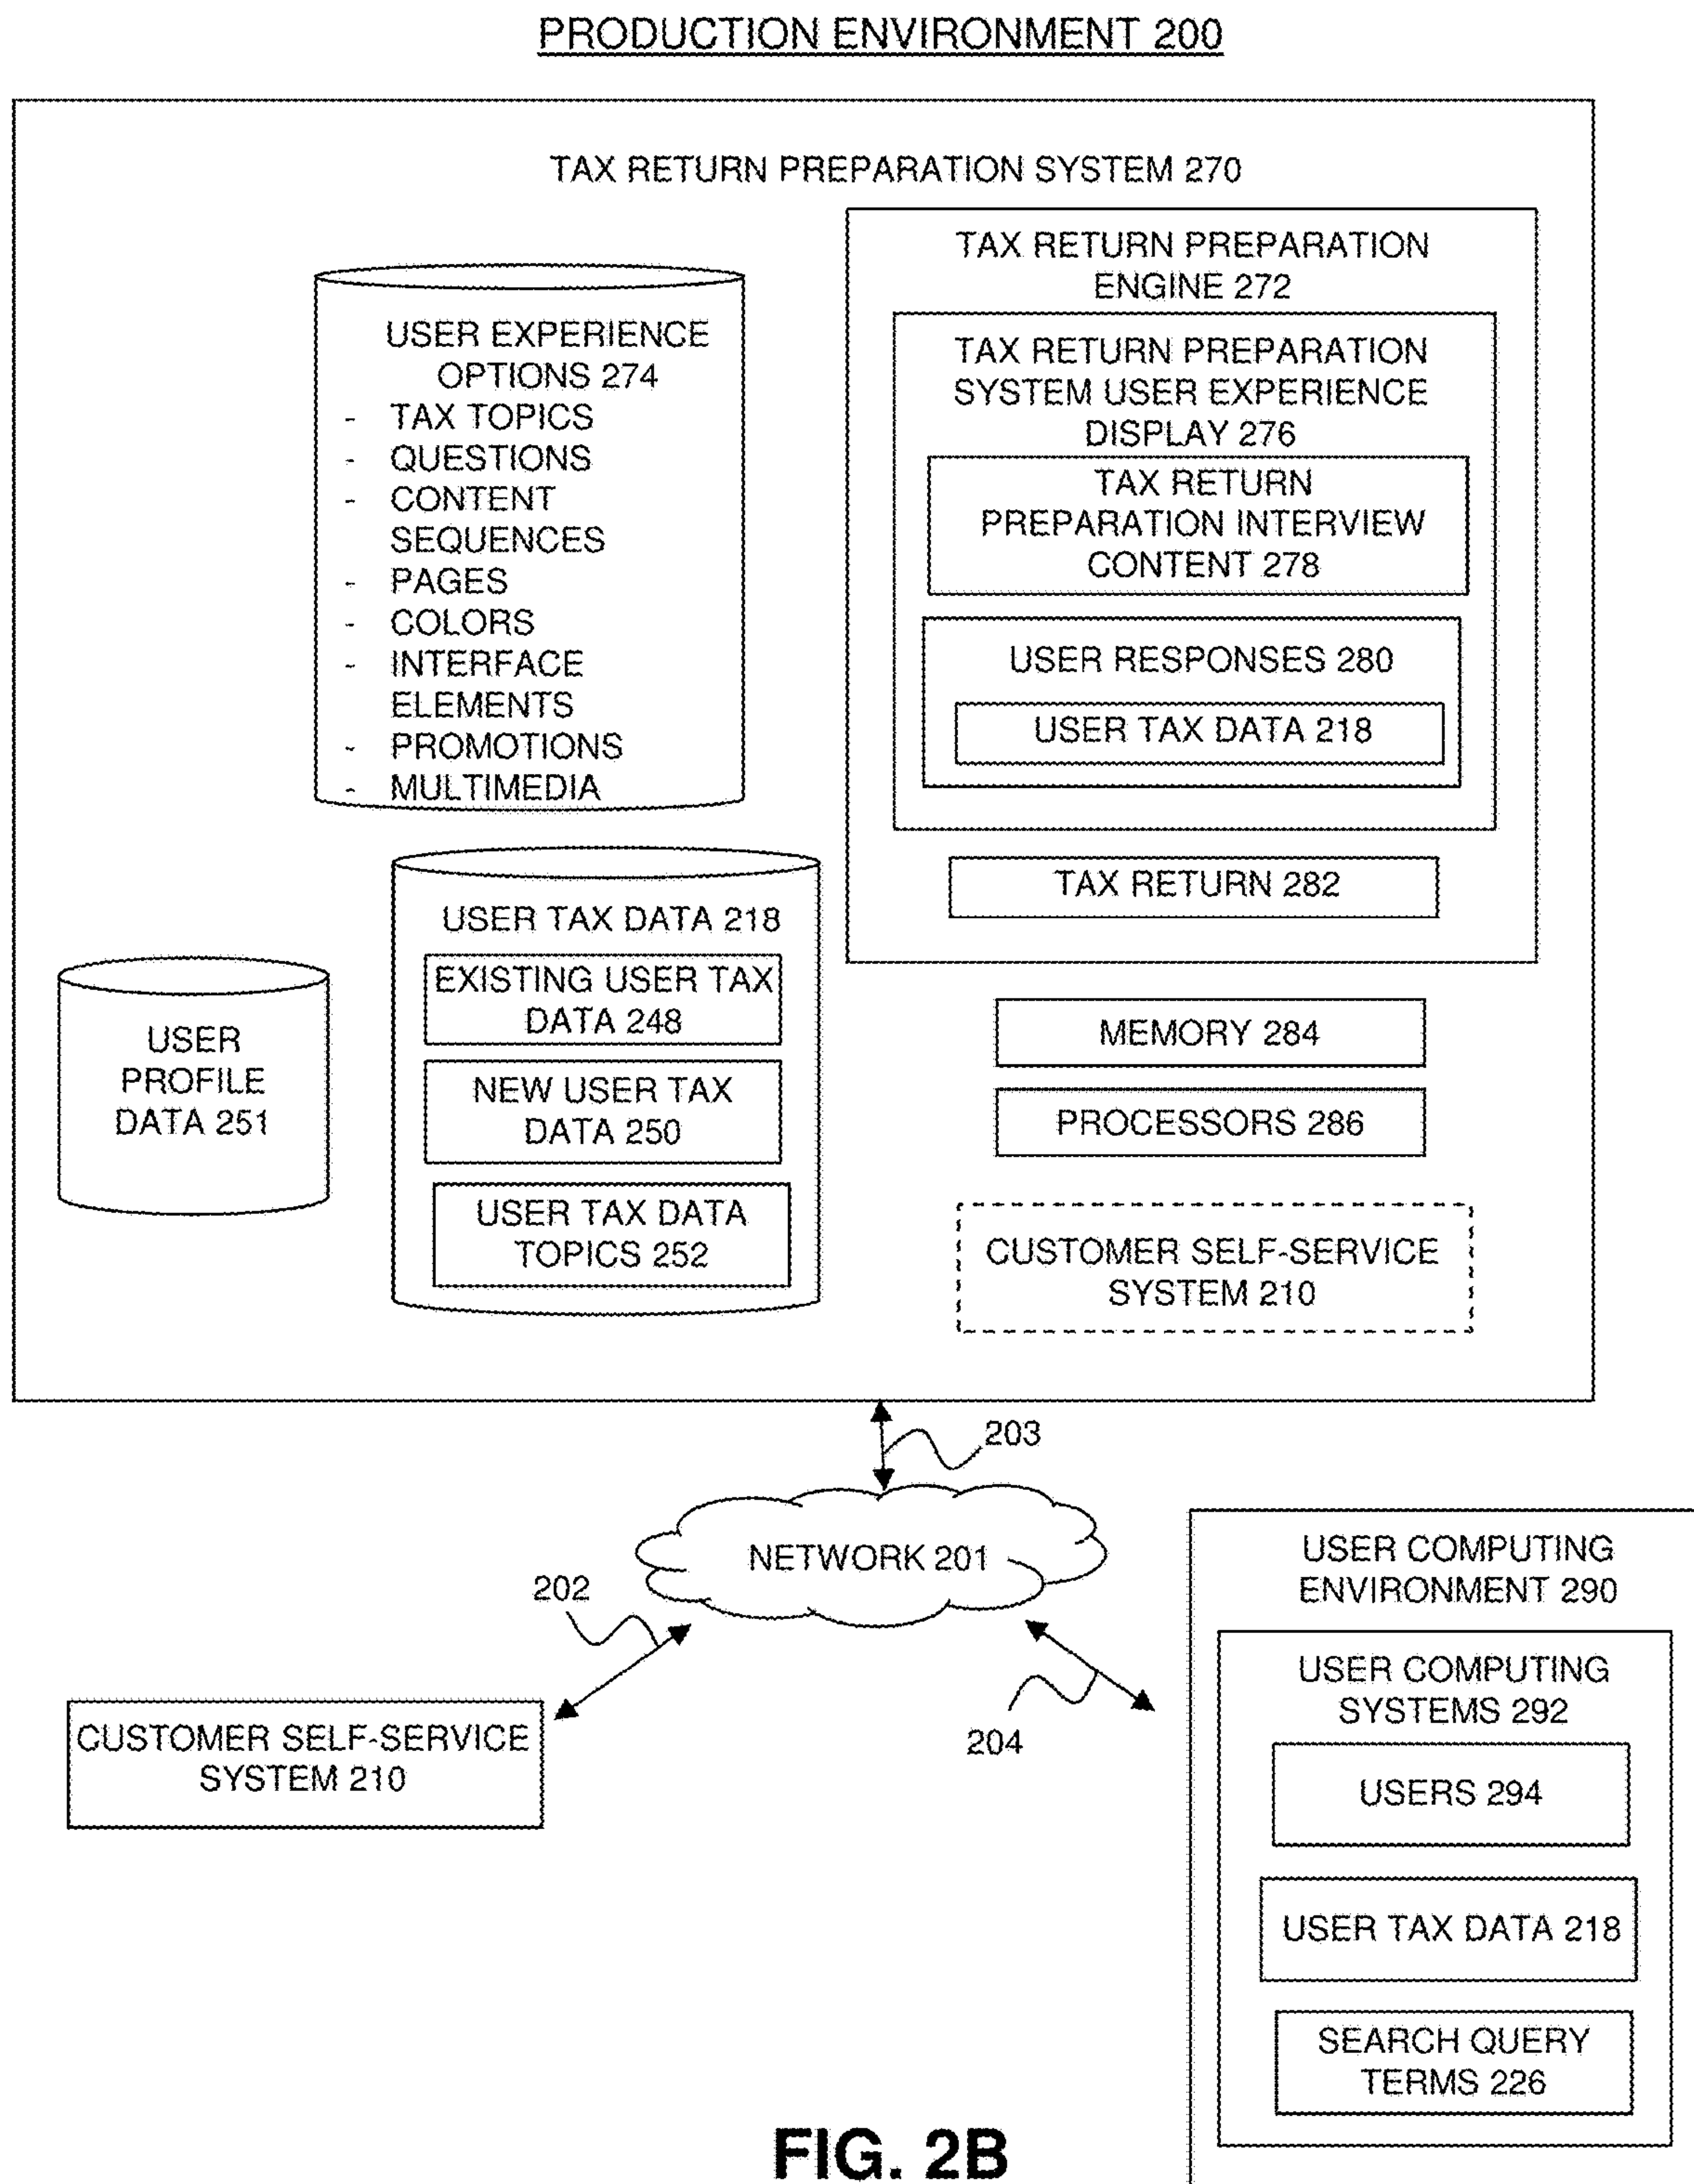 PRODUCTION ENVIRONMENT 200
TAX RETURN PREPARATION SYSTEM 270
USER EXPERIENCE
OPTIONS 274
- TAX TOPICS
- QUESTIONS
- CONTENT
SEQUENCES
- PAGES
- COLORS
- INTERFACE
ELEMENTS
- PROMOTIONS
- MULTIMEDIA
TAX RETURN PREPARATION
ENGINE 272
TAX RETURN PREPARATION
SYSTEM USER EXPERIENCE
DISPLAY 276
TAX RETURN
PREPARATION INTERVIEW
CONTENT 278
USER RESPONSES 280
USER TAX DATA 218
TAX RETURN 282
USER PROFILE
DATA 251
USER TAX DATA 218
EXISTING USER TAX
DATA 248
NEW USER TAX
DATA 250
USER TAX DATA
TOPICS 252
MEMORY 284
PROCESSORS 286
CUSTOMER SELF-SERVICE
SYSTEM 210
203
NETWORK 201
202
204
CUSTOMER SELF-SERVICE
SYSTEM 210
USER COMPUTING
ENVIRONMENT 290
USER COMPUTING
SYSTEMS 292
USERS 294
USER TAX DATA 218
SEARCH QUERY
TERMS 226
FIG. 2B